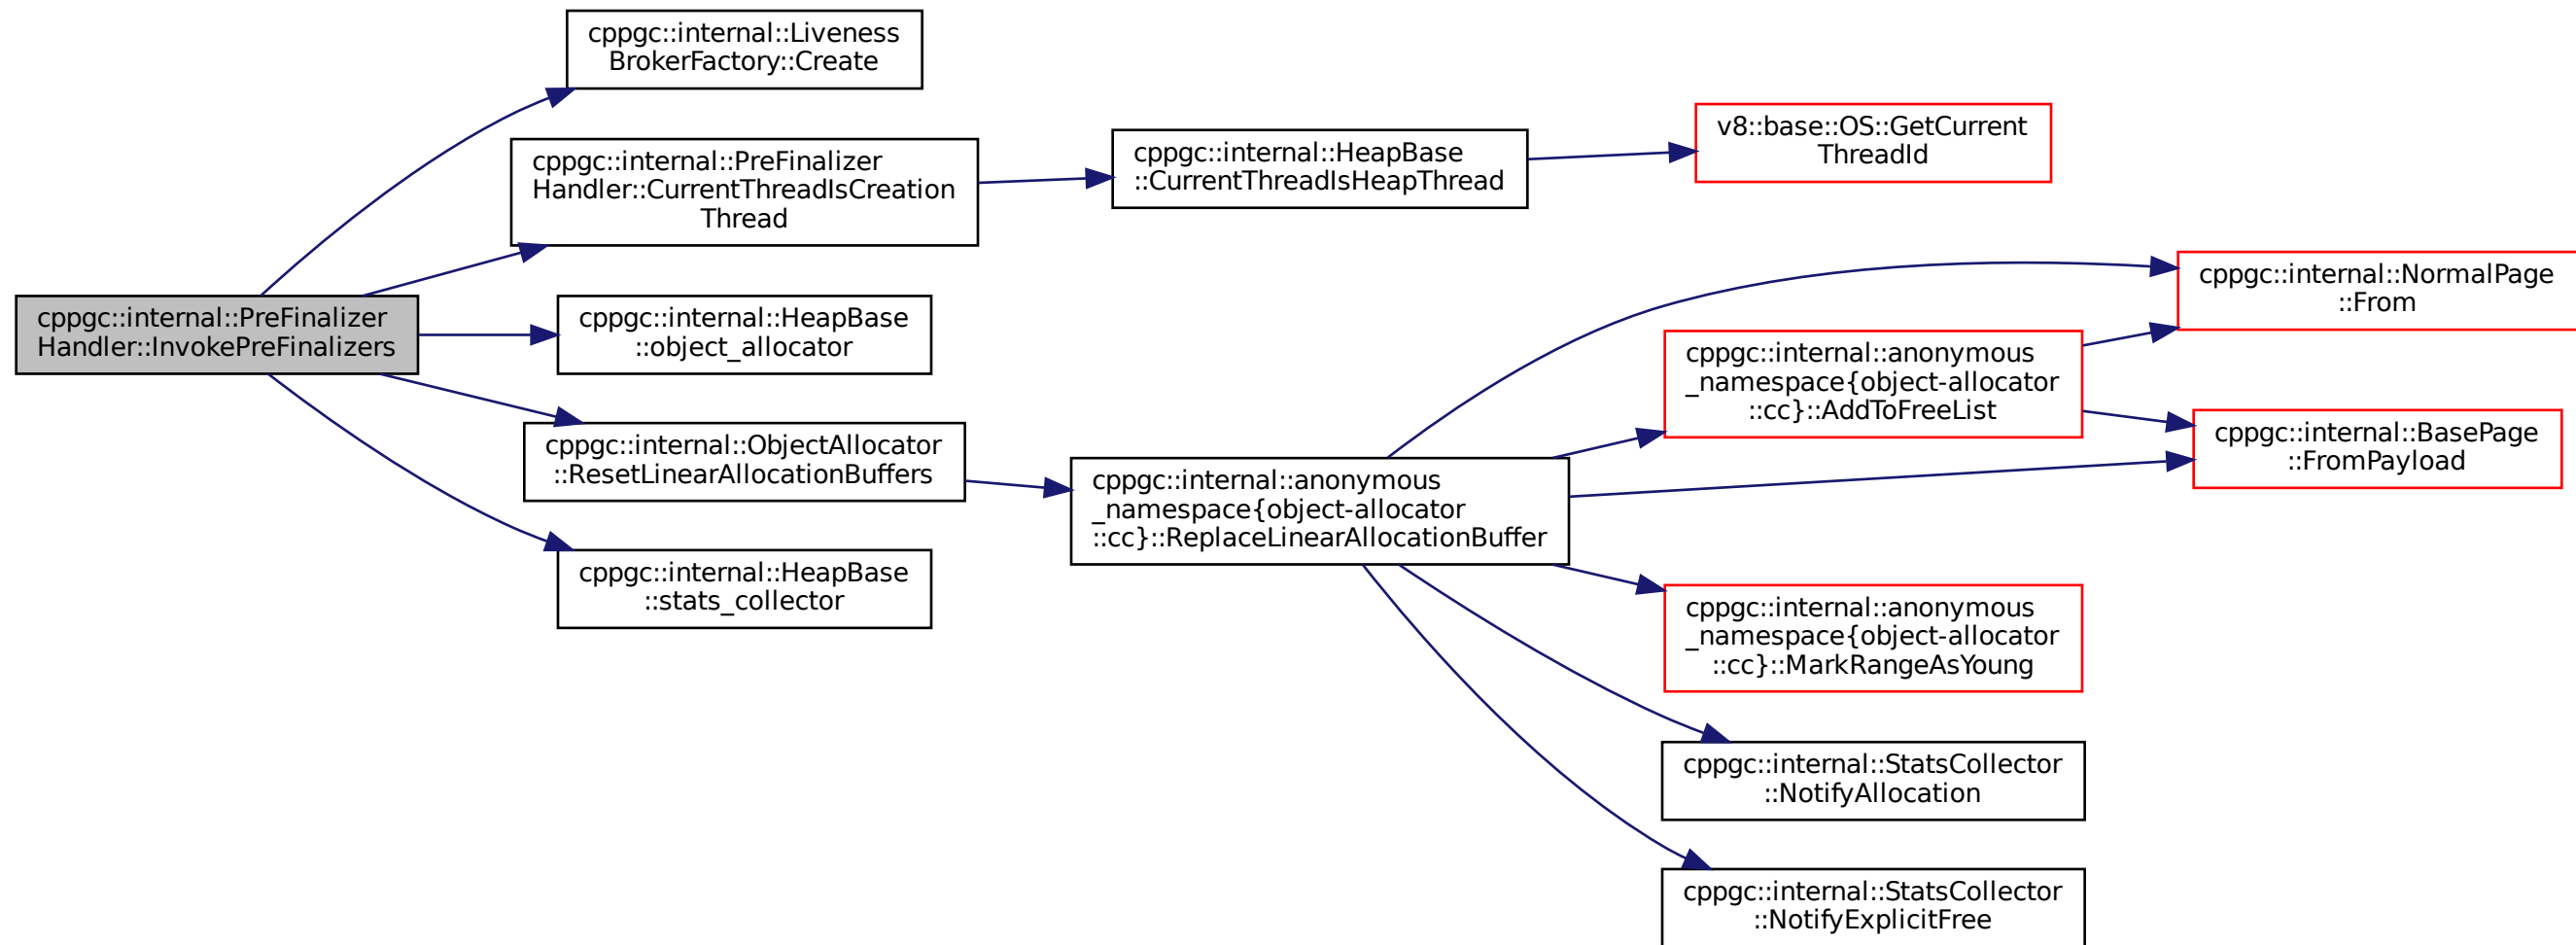 cppgc::internal::Liveness
BrokerFactory::Create
cppgc::internal::PreFinalizer
Handler::CurrentThreadIsCreation
Thread
cppgc::internal::HeapBase
::CurrentThreadIsHeapThread
v8::base::OS::GetCurrent
ThreadId
cppgc::internal::PreFinalizer
Handler::InvokePreFinalizers
cppgc::internal::HeapBase
::object_allocator
cppgc::internal::ObjectAllocator
::ResetLinearAllocationBuffers
cppgc::internal::HeapBase
::stats_collector
cppgc::internal::anonymous
_namespace{object-allocator
::cc}::ReplaceLinearAllocationBuffer
cppgc::internal::NormalPage
::From
cppgc::internal::anonymous
_namespace{object-allocator
::cc}::AddToFreeList
cppgc::internal::BasePage
::FromPayload
cppgc::internal::anonymous
_namespace{object-allocator
::cc}::MarkRangeAsYoung
cppgc::internal::StatsCollector
::NotifyAllocation
cppgc::internal::StatsCollector
::NotifyExplicitFree